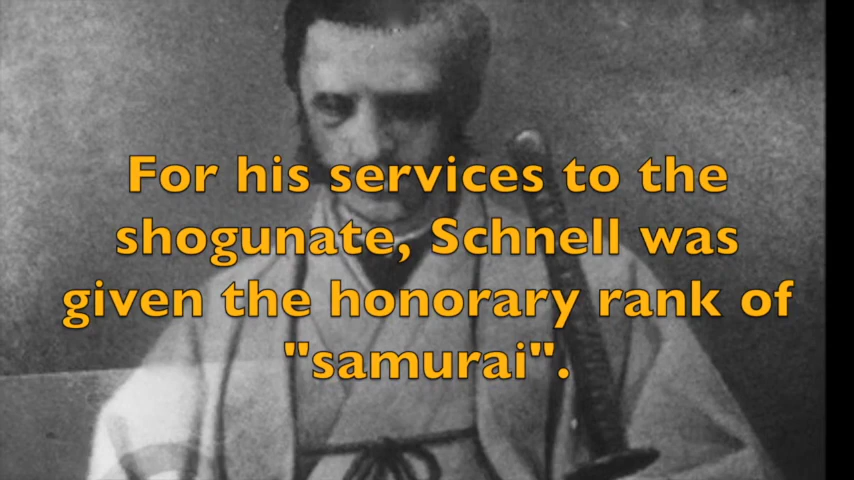 For his services to the
shogunate, Schnell was
given the honorary rank of
"samurai".